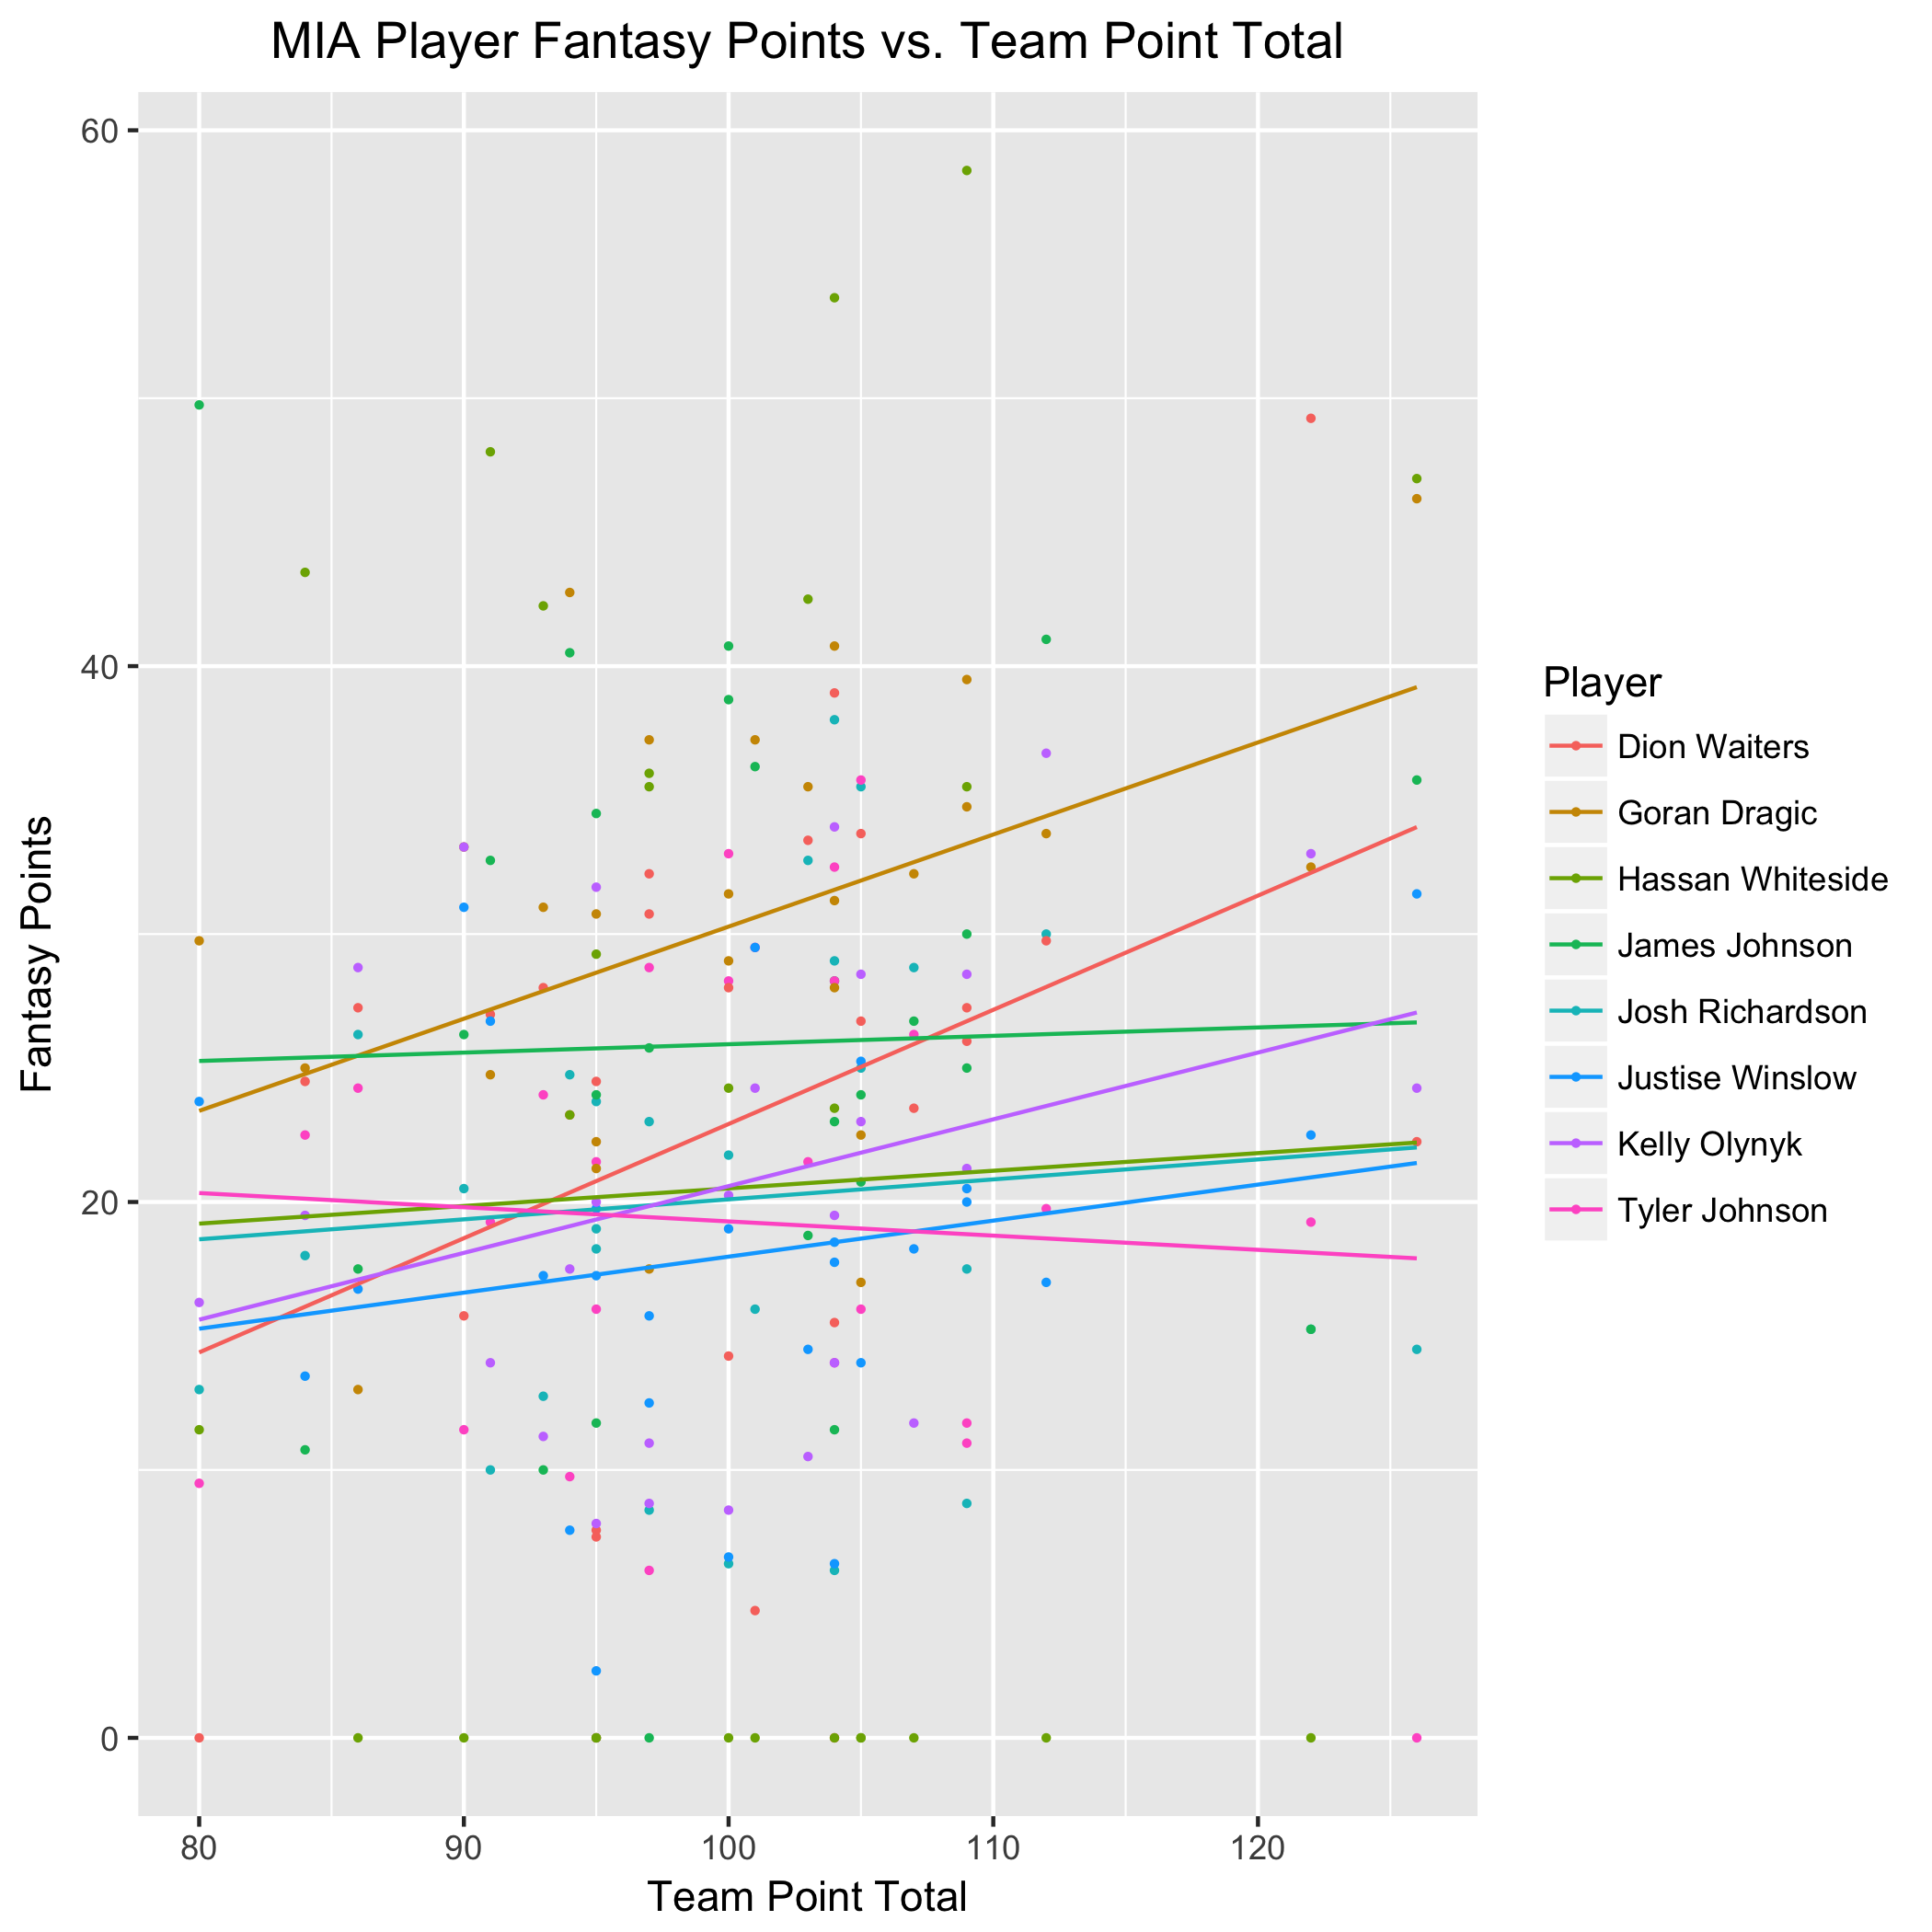 MIA Player Fantasy Points vs. Team Point Total
Fantasy Points
60
40
20
0
80 90 100 110 120
Team Point Total
Player
Dion Waiters
Goran Dragic
Hassan Whiteside
James Johnson
Josh Richardson
Justise Winslow
Kelly Olynyk
Tyler Johnson